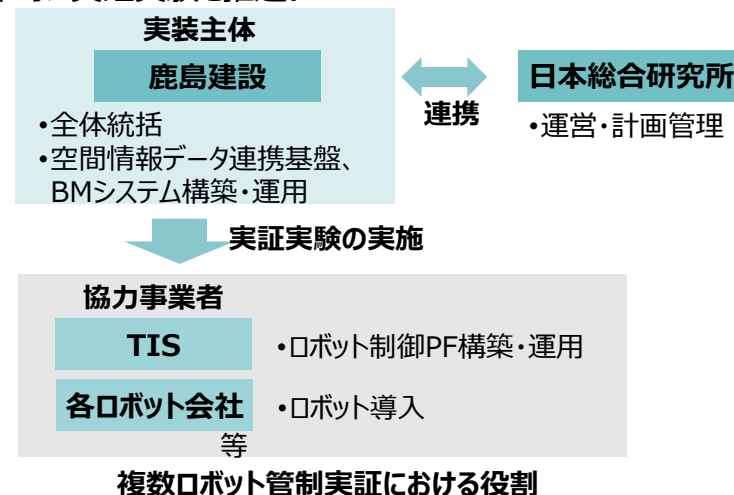 実装主体
鹿島建設
日本総合研究所
連携
•全体統括
•空間情報データ連携基盤、
BMシステム構築・運用
•運営・計画管理
実証実験の実施
協力事業者
TIS
•ロボット制御PF構築・運用
各ロボット会社
•ロボット導入
等
複数ロボット管制実証における役割